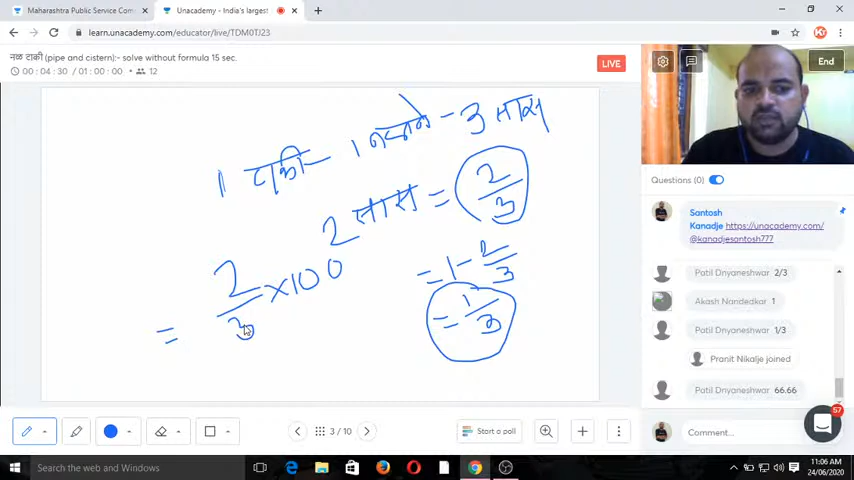 Maharashtra Public Service Com
Unacademy - India's largest
learn.unacademy.com/educator/live/TDM0TJ23
नळ टाकी (pipe and cistern):- solve without formula 15 sec.
00 : 04 : 30 / 01 : 00 : 00 • 12
LIVE
End
1 टाकी - 1 नळाने - 3 तास
2 तास = 2/3
= 1 - 2/3
= 1/3
2/3 × 100
=
Questions (0)
Santosh
Kanadje https://unacademy.com/
@kanadjesantosh777
Patil Dnyaneshwar 2/3
Akash Nandedkar 1
Patil Dnyaneshwar 1/3
Pranit Nikalje joined
Patil Dnyaneshwar 66.66
57
3 / 10
Start a poll
Comment...
Search the web and Windows
11:06 AM
24/06/2020